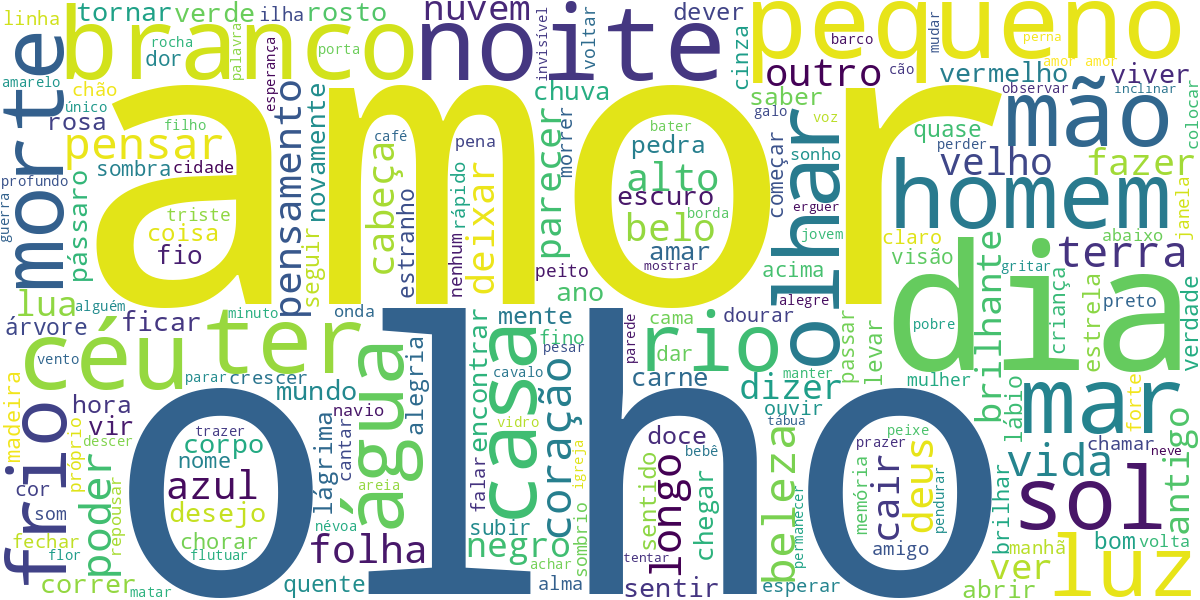 linha
tornar
verde
ilha
rosto
nuvem
dever
pequeno
perna
branco
noite
invisível
voltar
barco
mudar
amor
amor
rocha
dor
palavra
porta
esperança
cinza
outro
cão
vermelho
viver
amarelo
morte
chão
único
rosa
filho
chuva
saber
galo
voz
observar
inclinar
colocar
mão
amor
pensar
sombra
cidade
pensamento
novamente
café
cabeça
pena
rápido
parecer
morrer
bater
pedra
alto
escuro
belo
borda
amar
mostrar
começar
sonho
olhar
erguer
jovem
quase
perder
velho
fazer
homem
janela
profundo
guerra
pássaro
triste
coisa
fio
seguir
estranho
nenhum
deixar
peito
ano
acima
alegre
claro
visão
abaixo
terra
gritar
dia
brilhante
criança
estrela
preto
verdade
pobre
lua
alguém
árvore
ficar
minuto
onda
mente
fino
cama
dourar
parede
rio
dar
passar
levar
céu
ter
vento
parar
crescer
mundo
água
alegria
encontrar
pesar
cavalo
casa
coração
carne
dizer
manter
mulher
mar
lábio
forte
antigo
madeira
frio
hora
vir
próprio
descer
olho
trazer
corpo
nome
azul
desejo
chorar
flutuar
navio
cantar
lágrima
areia
névoa
vidro
falar
subir
igreja
doce
bebê
ouvir
tábua
beleza
sentido
longo
chegar
permanecer
memória
peixe
prazer
cair
deus
pendurar
amigo
chamar
neve
vida
sol
brilhar
cor
som
poder
repousar
fechar
flor
correr
matar
folha
quente
negro
achar
alma
sombrio
tentar
sentir
esperar
manhã
bom
volta
ver
abrir
luz